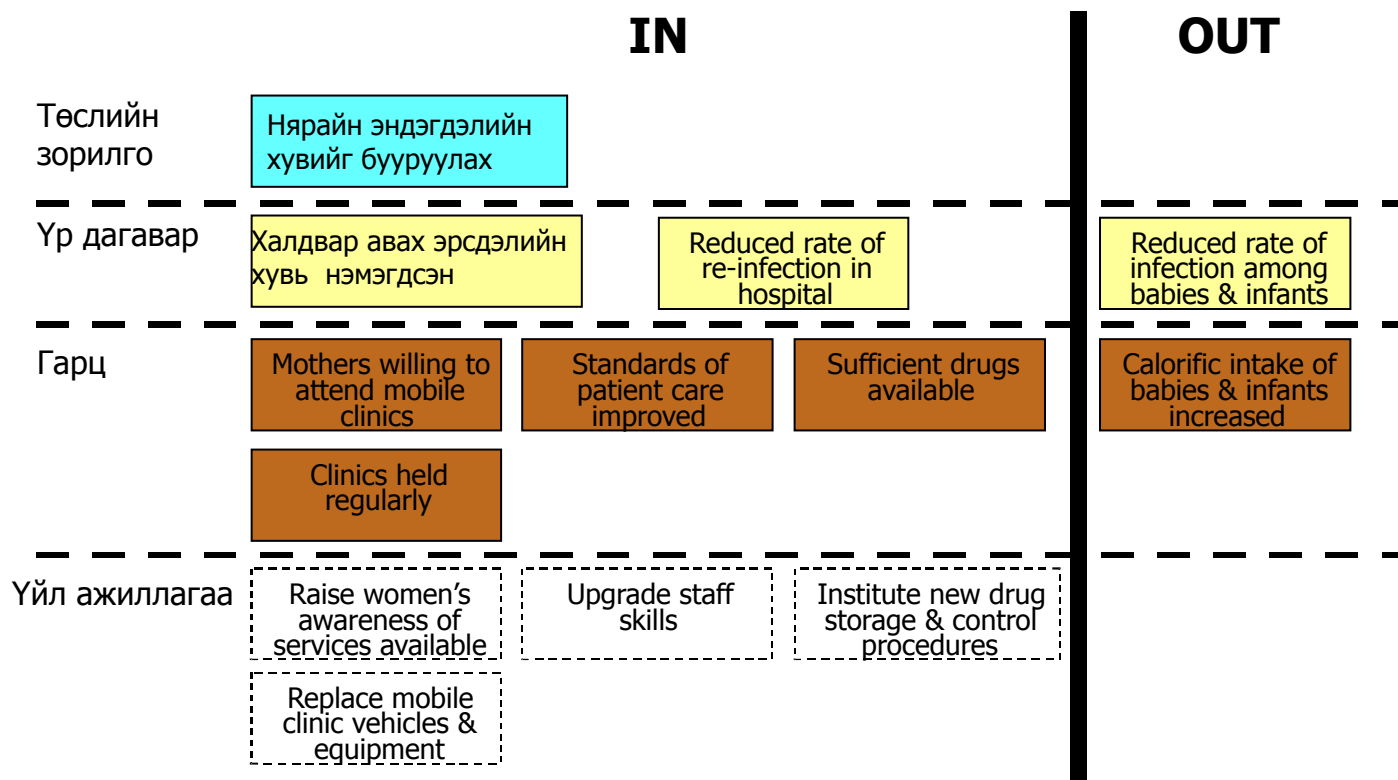 IN
OUT
Төслийн
зорилго
Нярайн эндэгдэлийн
хувийг бууруулах
Үр дагавар
Халдвар авах эрсдэлийн
хувь нэмэгдсэн
Reduced rate of
re-infection in
hospital
Reduced rate of
infection among
babies & infants
Гарц
Mothers willing to
attend mobile
clinics
Standards of
patient care
improved
Sufficient drugs
available
Calorific intake of
babies & infants
increased
Clinics held
regularly
Үйл ажиллагаа
Raise women’s
awareness of
services available
Upgrade staff
skills
Institute new drug
storage & control
procedures
Replace mobile
clinic vehicles &
equipment